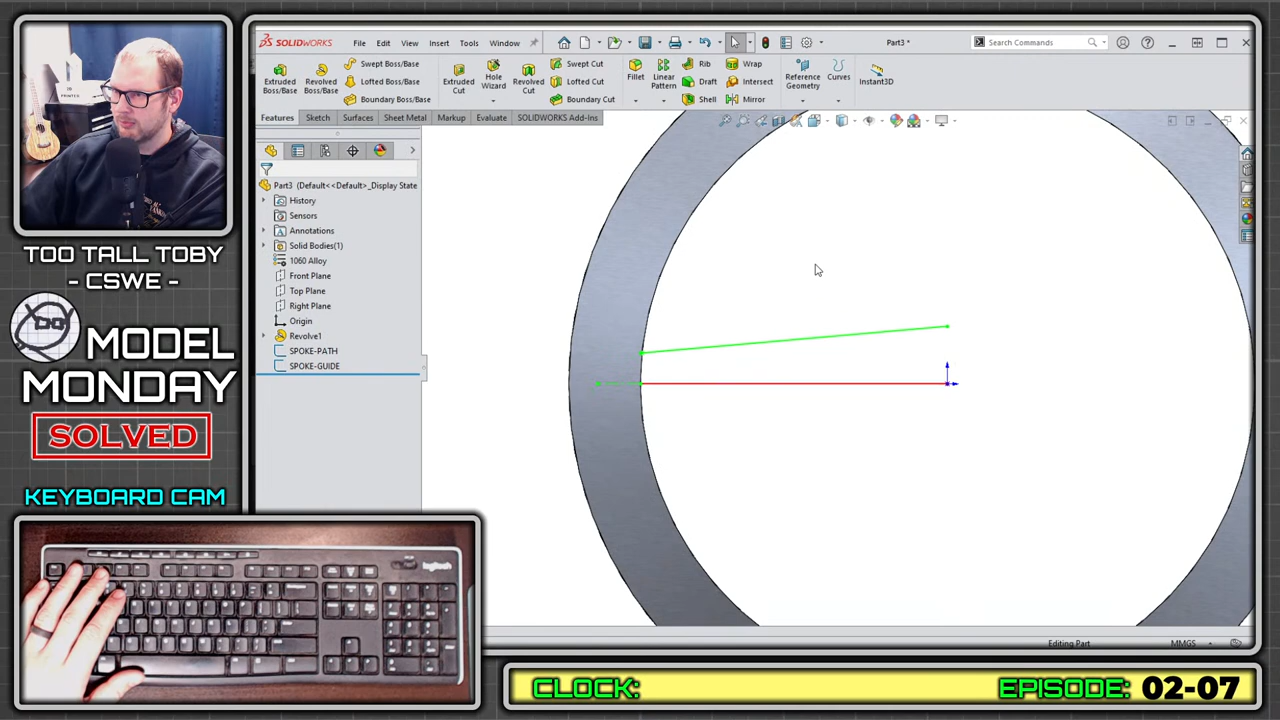 SOLIDWORKS
File
Edit
View
Insert
Tools
Window
Part3 *
Search Commands
Extruded Boss/Base
Revolved Boss/Base
Swept Boss/Base
Lofted Boss/Base
Boundary Boss/Base
Extruded Cut
Hole Wizard
Revolved Cut
Swept Cut
Lofted Cut
Boundary Cut
Fillet
Linear Pattern
Rib
Draft
Shell
Wrap
Intersect
Mirror
Reference Geometry
Curves
Instant3D
Features
Sketch
Surfaces
Sheet Metal
Markup
Evaluate
SOLIDWORKS Add-Ins
Part3 (Default<<Default>_Display State
History
Sensors
Annotations
Solid Bodies(1)
1060 Alloy
Front Plane
Top Plane
Right Plane
Origin
Revolve1
SPOKE-PATH
SPOKE-GUIDE
Editing Part
MMGS
TOO TALL TOBY
- CSWE -
MODEL
MONDAY
SOLVED
KEYBOARD CAM
logitech
CLOCK:
EPISODE: 02-07